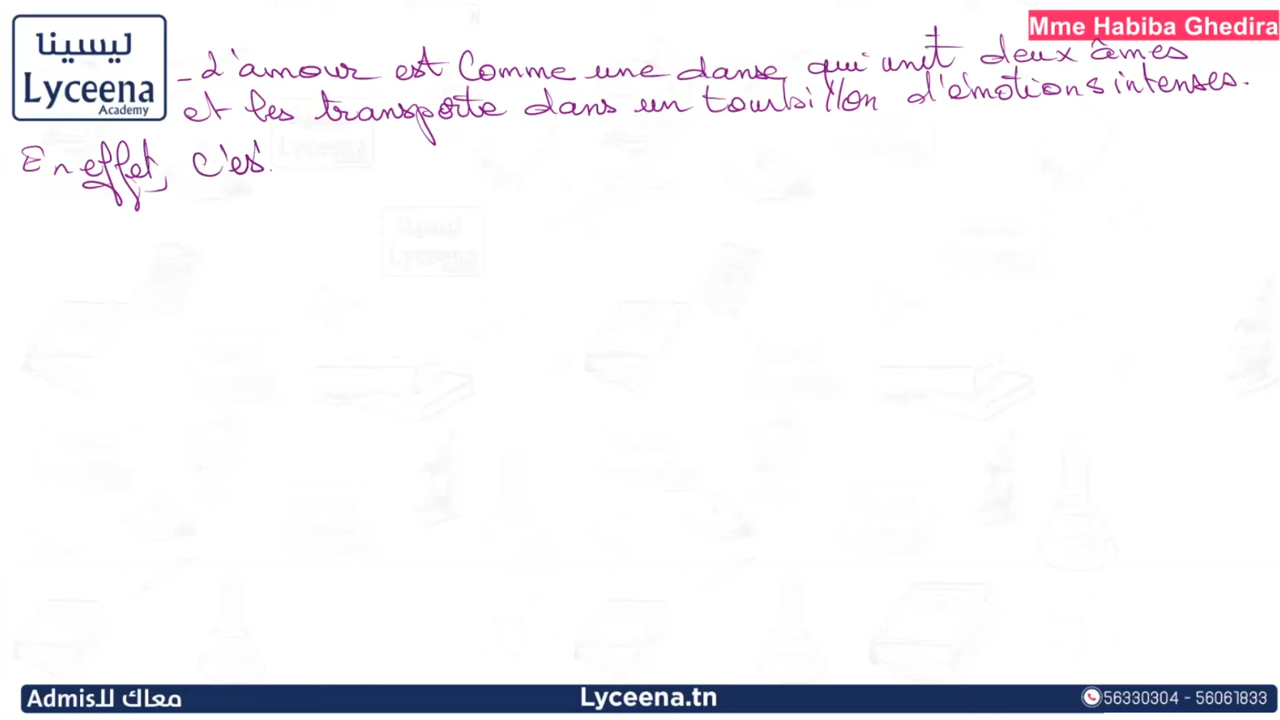 Mme Habiba Ghedira
ليسينا
Lyceena
Academy
- L'amour est comme une danse qui unit deux âmes
et les transporte dans un tourbillon d'émotions intenses.
En effet, c'es
Admis معاك لل
Lyceena.tn
56330304 - 56061833